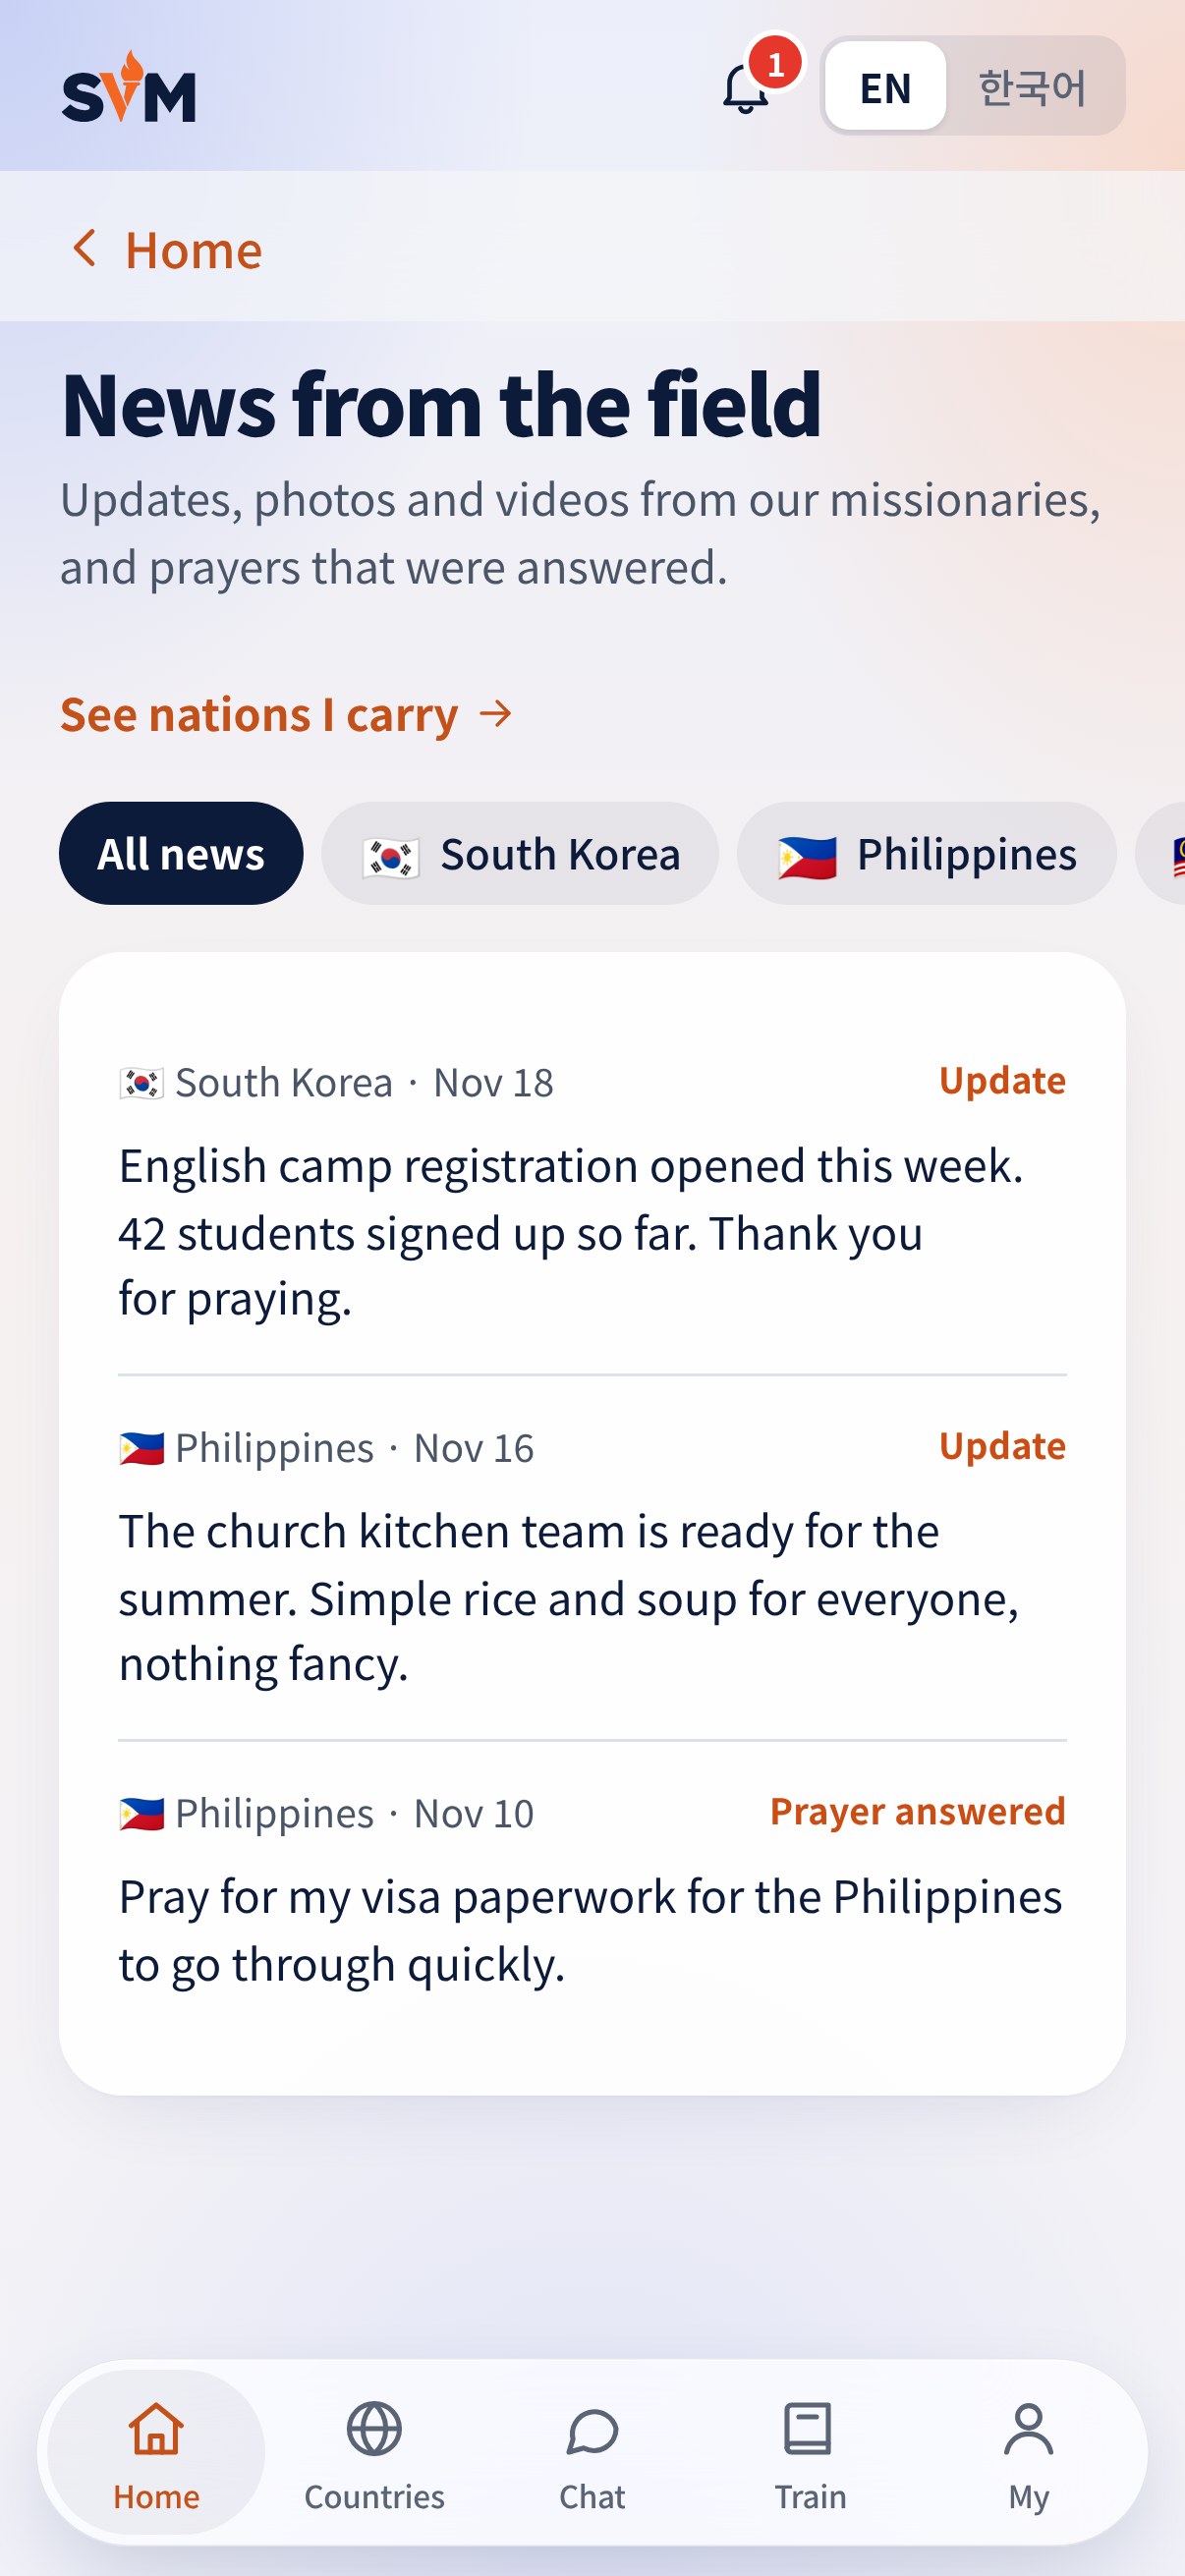 SVM
1
EN
한국어
Home
News from the field
Updates, photos and videos from our missionaries,
and prayers that were answered.
See nations I carry →
All news
South Korea
Philippines
South Korea · Nov 18
Update
English camp registration opened this week.
42 students signed up so far. Thank you
for praying.
Philippines · Nov 16
Update
The church kitchen team is ready for the
summer. Simple rice and soup for everyone,
nothing fancy.
Philippines · Nov 10
Prayer answered
Pray for my visa paperwork for the Philippines
to go through quickly.
Home
Countries
Chat
Train
My